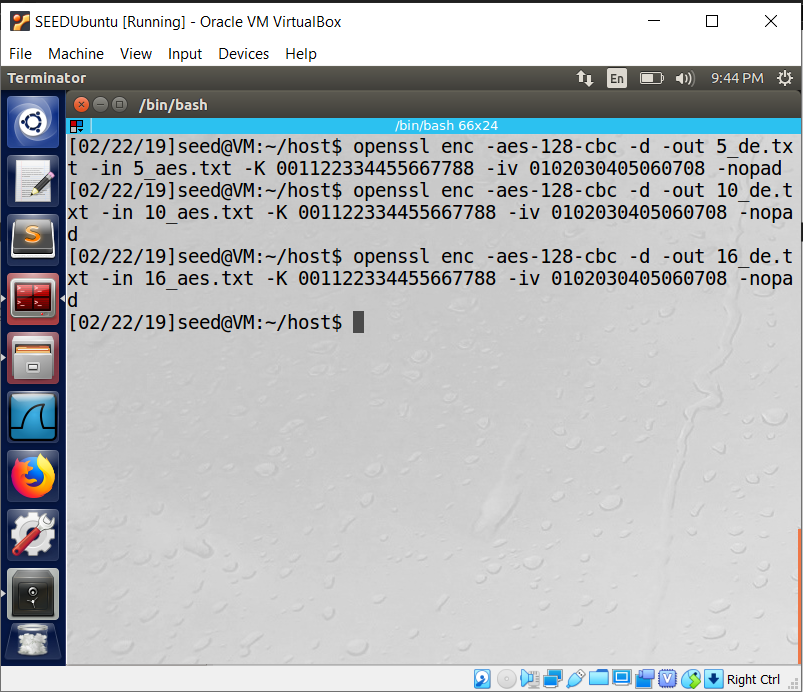 SEEDUbuntu [Running] - Oracle VM VirtualBox
File Machine View Input Devices Help
Terminator
En
9:44 PM
/bin/bash
/bin/bash 66x24
[02/22/19]seed@VM:~/host$ openssl enc -aes-128-cbc -d -out 5_de.tx
t -in 5_aes.txt -K 001122334455667788 -iv 0102030405060708 -nopad
[02/22/19]seed@VM:~/host$ openssl enc -aes-128-cbc -d -out 10_de.t
xt -in 10_aes.txt -K 001122334455667788 -iv 0102030405060708 -nopa
d
[02/22/19]seed@VM:~/host$ openssl enc -aes-128-cbc -d -out 16_de.t
xt -in 16_aes.txt -K 001122334455667788 -iv 0102030405060708 -nopa
d
[02/22/19]seed@VM:~/host$
Right Ctrl